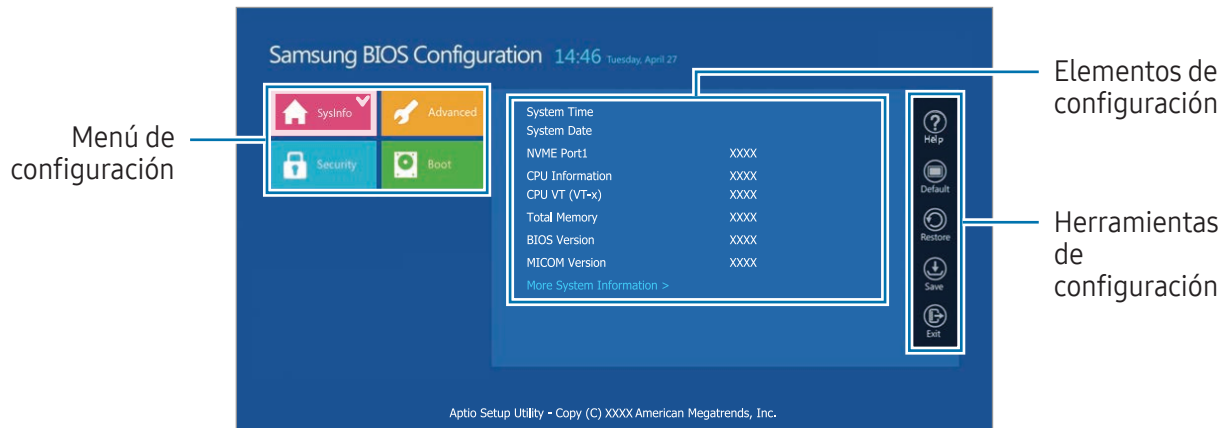 Samsung BIOS Configuration 14:46 Tuesday, April 27
Menú de
configuración
SysInfo
Advanced
Security
Boot
System Time
System Date
NVME Port1 XXXX
CPU Information XXXX
CPU VT (VT-x) XXXX
Total Memory XXXX
BIOS Version XXXX
MICOM Version XXXX
More System Information >
Help
Default
Restore
Save
Exit
Elementos de
configuración
Herramientas
de
configuración
Aptio Setup Utility - Copy (C) XXXX American Megatrends, Inc.